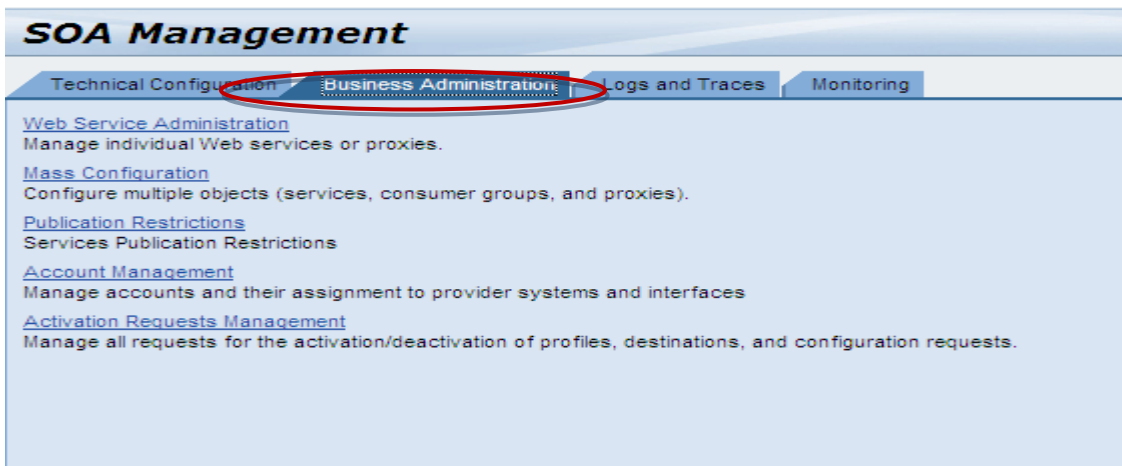 SOA Management
Technical Configuration Business Administration Logs and Traces Monitoring
Web Service Administration
Manage individual Web services or proxies.
Mass Configuration
Configure multiple objects (services, consumer groups, and proxies).
Publication Restrictions
Services Publication Restrictions
Account Management
Manage accounts and their assignment to provider systems and interfaces
Activation Requests Management
Manage all requests for the activation/deactivation of profiles, destinations, and configuration requests.